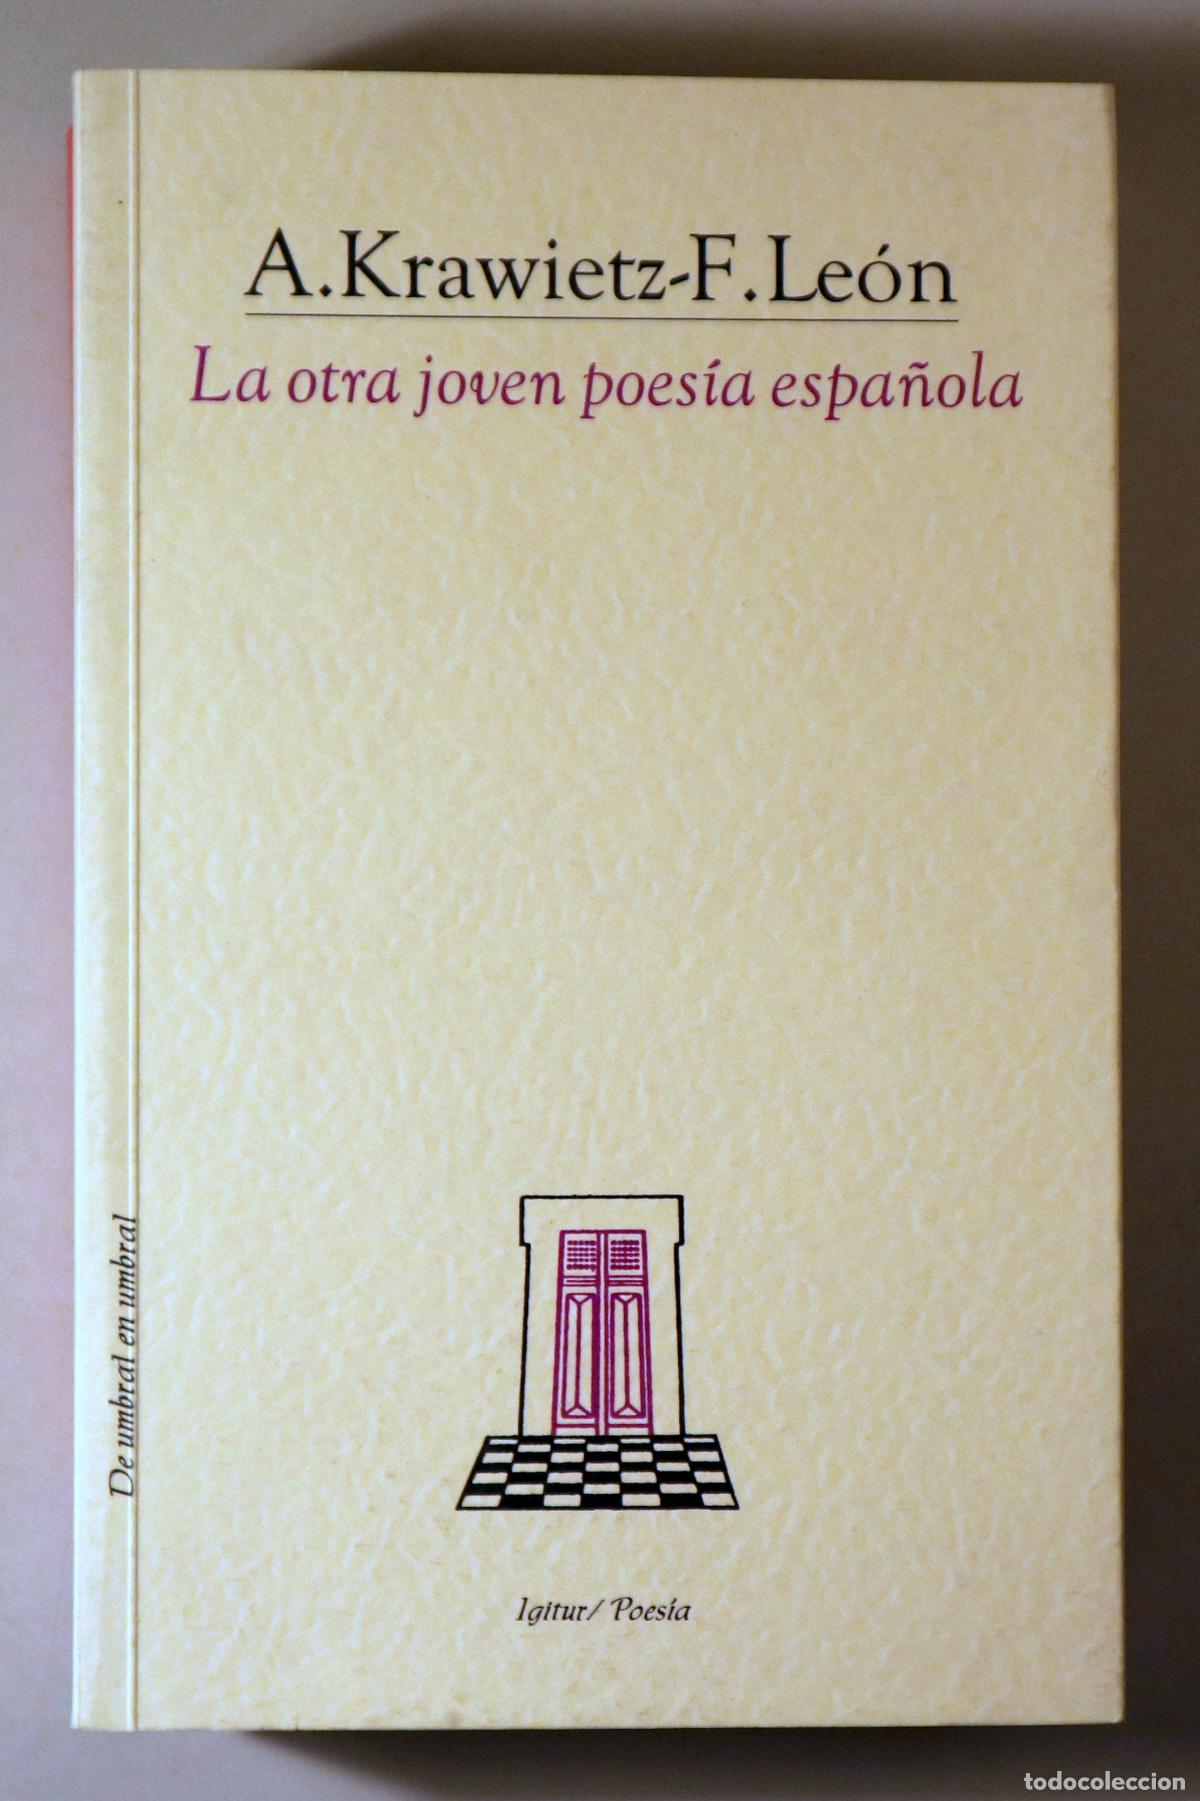 A.Krawietz-F.León
La otra joven poesía española
De umbral en umbral
Igitur/ Poesía
todocoleccion